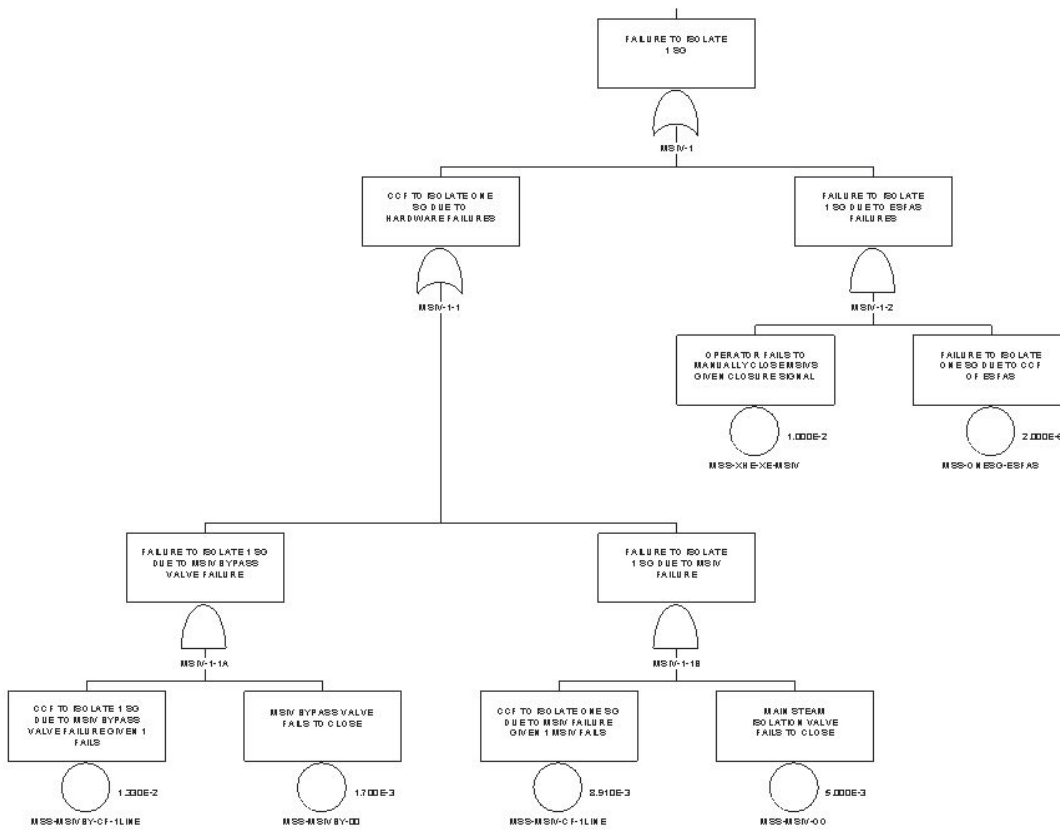 FAILURE TO ISOLATE
1 SG
MSIV-1
CCF TO ISOLATE ONE
SG DUE TO
HARDWARE FAILURES
FAILURE TO ISOLATE
1 SG DUE TO ESFAS
FAILURES
MSIV-1-1
MSIV-1-2
OPERATOR FAILS TO
MANUALLY CLOSE MSIVS
GIVEN CLOSURE SIGNAL
FAILURE TO ISOLATE
ONE SG DUE TO CCF
OF ESFAS
1.000E-2
2.000E-6
MSS-XHE-XE-MSIV
MSS-ONESG-ESFAS
FAILURE TO ISOLATE 1 SG
DUE TO MSIV BYPASS
VALVE FAILURE
FAILURE TO ISOLATE
1 SG DUE TO MSIV
FAILURE
MSIV-1-1A
MSIV-1-1B
CCF TO ISOLATE 1 SG
DUE TO MSIV BYPASS
VALVE FAILURE GIVEN 1
FAILS
MSIV BYPASS VALVE
FAILS TO CLOSE
CCF TO ISOLATE ONE SG
DUE TO MSIV FAILURE
GIVEN 1 MSIV FAILS
MAIN STEAM
ISOLATION VALVE
FAILS TO CLOSE
1.330E-2
1.700E-3
8.910E-3
5.000E-3
MSS-MSIVBY-CF-1LINE
MSS-MSIVBY-OO
MSS-MSIV-CF-1LINE
MSS-MSIV-OO